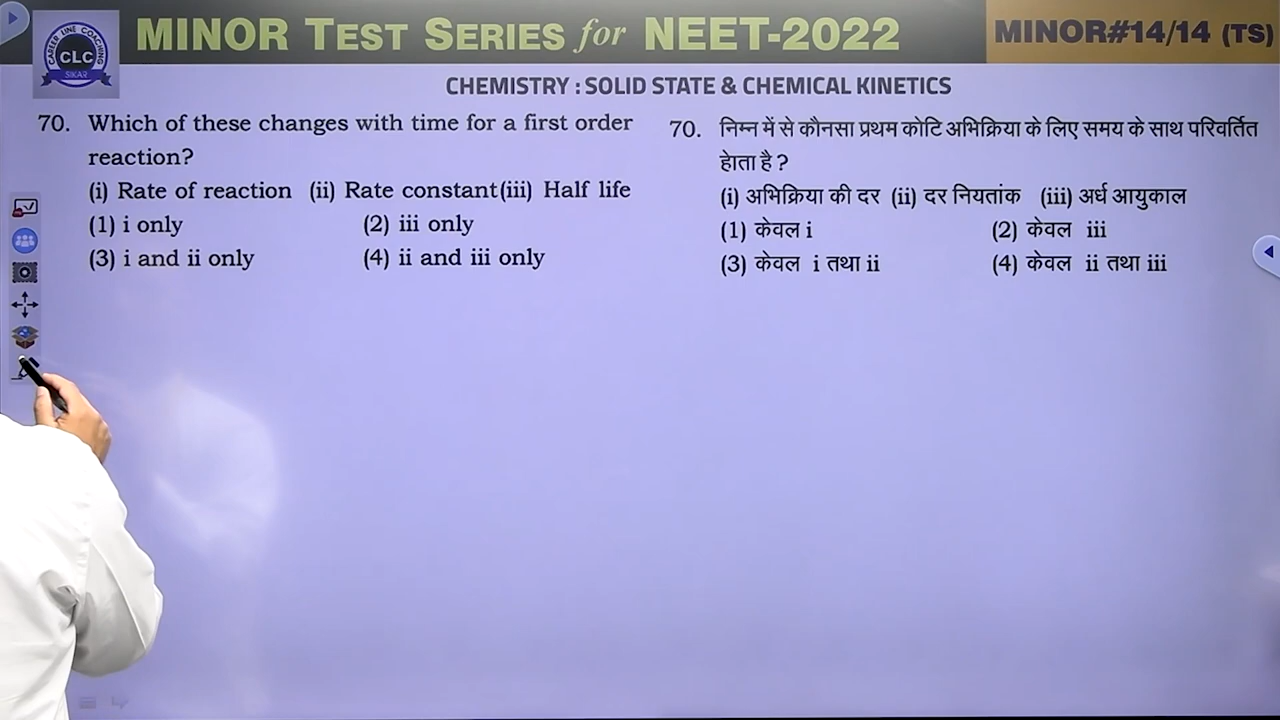 MINOR TEST SERIES for NEET-2022
MINOR#14/14 (TS)
CAREER LINE COACHING
CLC
SIKAR
CHEMISTRY : SOLID STATE & CHEMICAL KINETICS
70. Which of these changes with time for a first order
reaction?
(i) Rate of reaction (ii) Rate constant (iii) Half life
(1) i only (2) iii only
(3) i and ii only (4) ii and iii only
70. निम्न में से कौनसा प्रथम कोटि अभिक्रिया के लिए समय के साथ परिवर्तित
हेाता है ?
(i) अभिक्रिया की दर (ii) दर नियतांक (iii) अर्ध आयुकाल
(1) केवल i (2) केवल iii
(3) केवल i तथा ii (4) केवल ii तथा iii